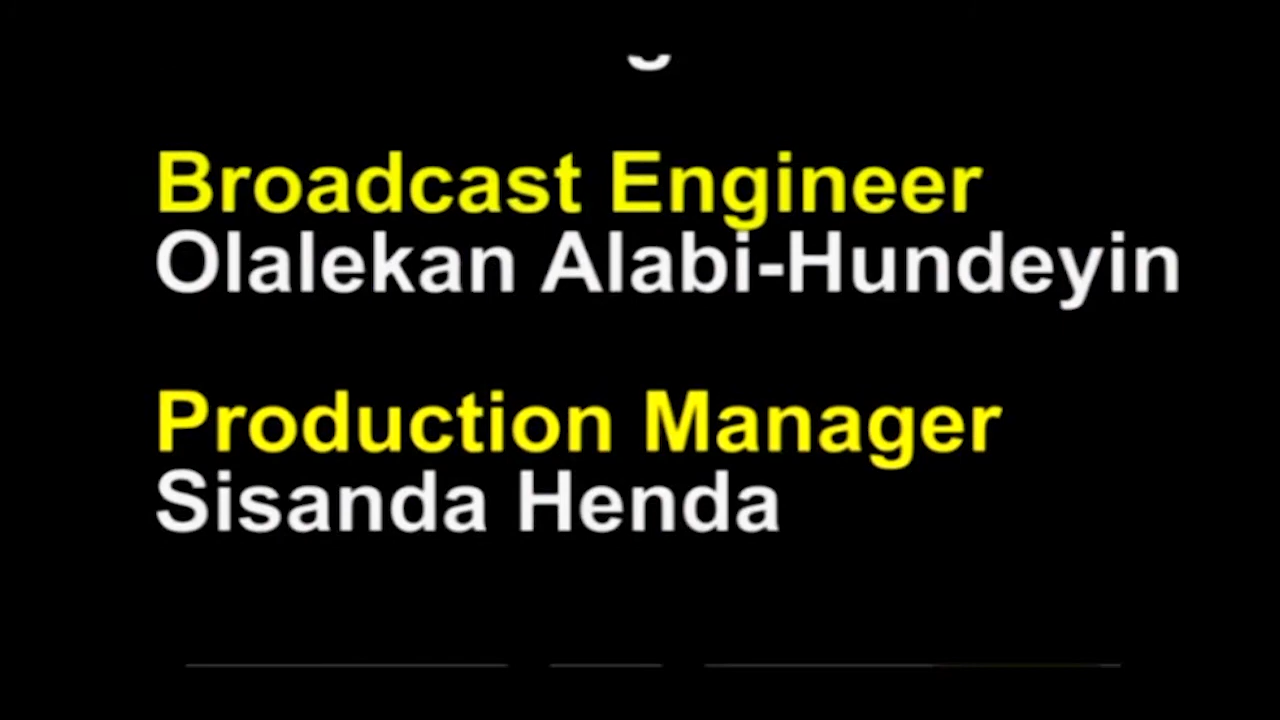 Broadcast Engineer
Olalekan Alabi-Hundeyin
Production Manager
Sisanda Henda